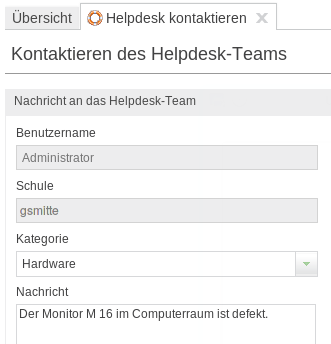 Übersicht Helpdesk kontaktieren
Kontaktieren des Helpdesk-Teams
Nachricht an das Helpdesk-Team
Benutzername
Administrator
Schule
gsmitte
Kategorie
Hardware
Nachricht
Der Monitor M 16 im Computerraum ist defekt.